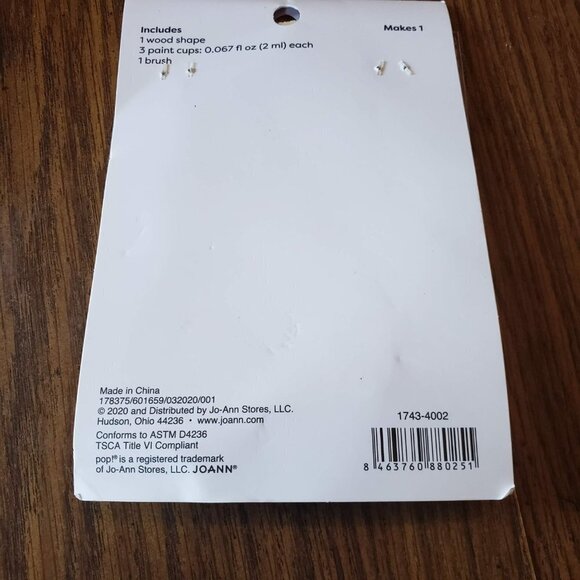 Includes
Makes 1
1 wood shape
3 paint cups: 0.067 fl oz (2 ml) each
1 brush
Made in China
178375/601659/032020/001
© 2020 and Distributed by Jo-Ann Stores, LLC.
Hudson, Ohio 44236 • www.joann.com
Conforms to ASTM D4236
TSCA Title VI Compliant
pop!® is a registered trademark
of Jo-Ann Stores, LLC. JOANN®
1743-4002
8 463760 880251